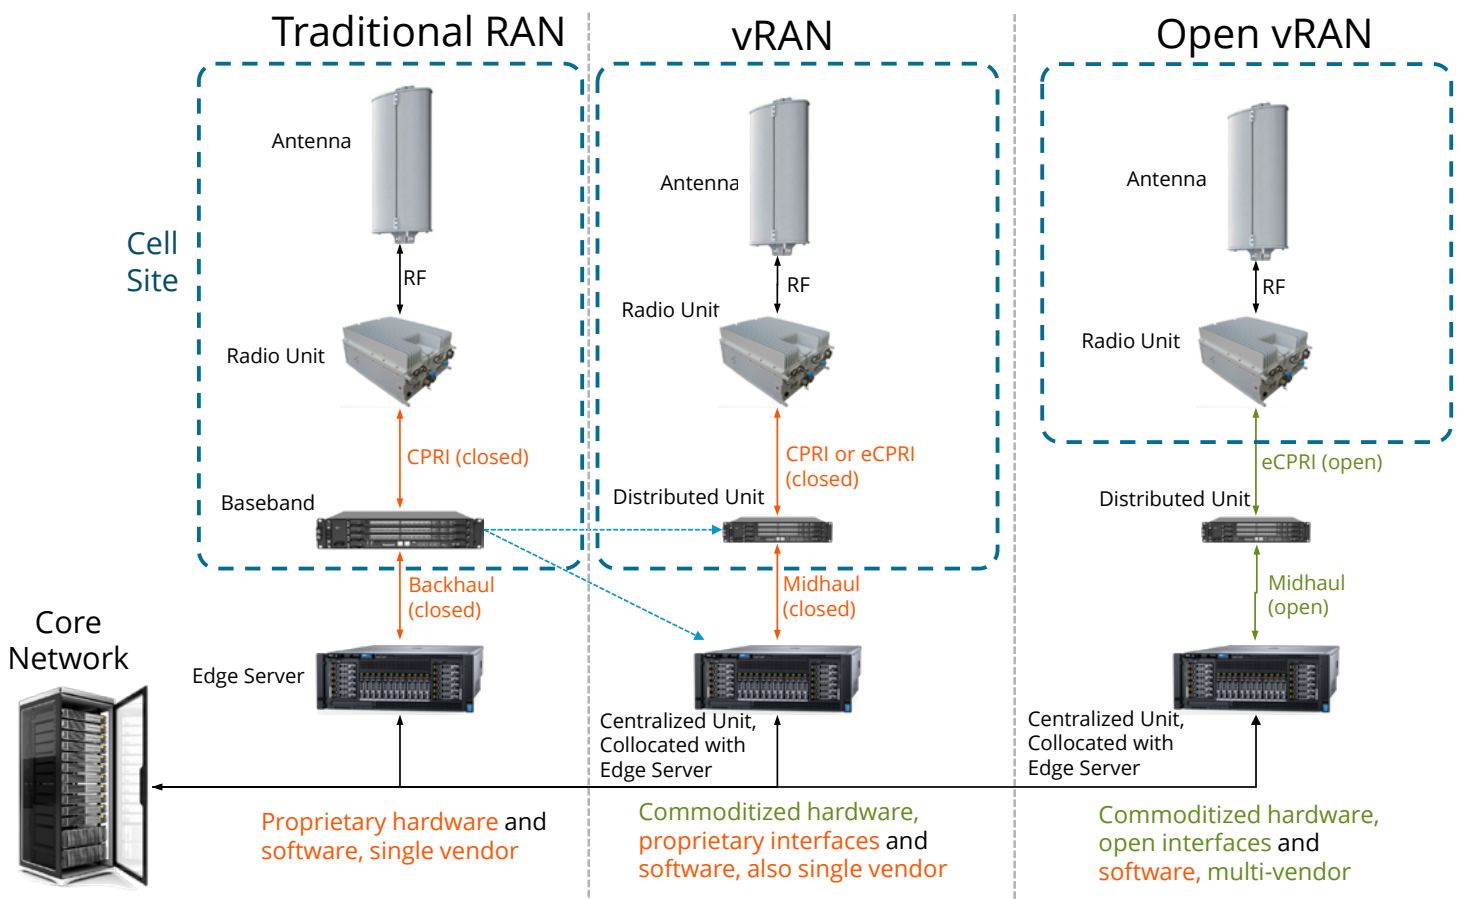 Traditional RAN
vRAN
Open vRAN
Cell
Site
Antenna
RF
Radio Unit
CPRI (closed)
Baseband
Backhaul
(closed)
Edge Server
Antenna
RF
Radio Unit
CPRI or eCPRI
(closed)
Distributed Unit
Midhaul
(closed)
Centralized Unit,
Collocated with
Edge Server
Antenna
RF
Radio Unit
eCPRI (open)
Distributed Unit
Midhaul
(open)
Centralized Unit,
Collocated with
Edge Server
Core
Network
Proprietary hardware and
software, single vendor
Commoditized hardware,
proprietary interfaces and
software, also single vendor
Commoditized hardware,
open interfaces and
software, multi-vendor